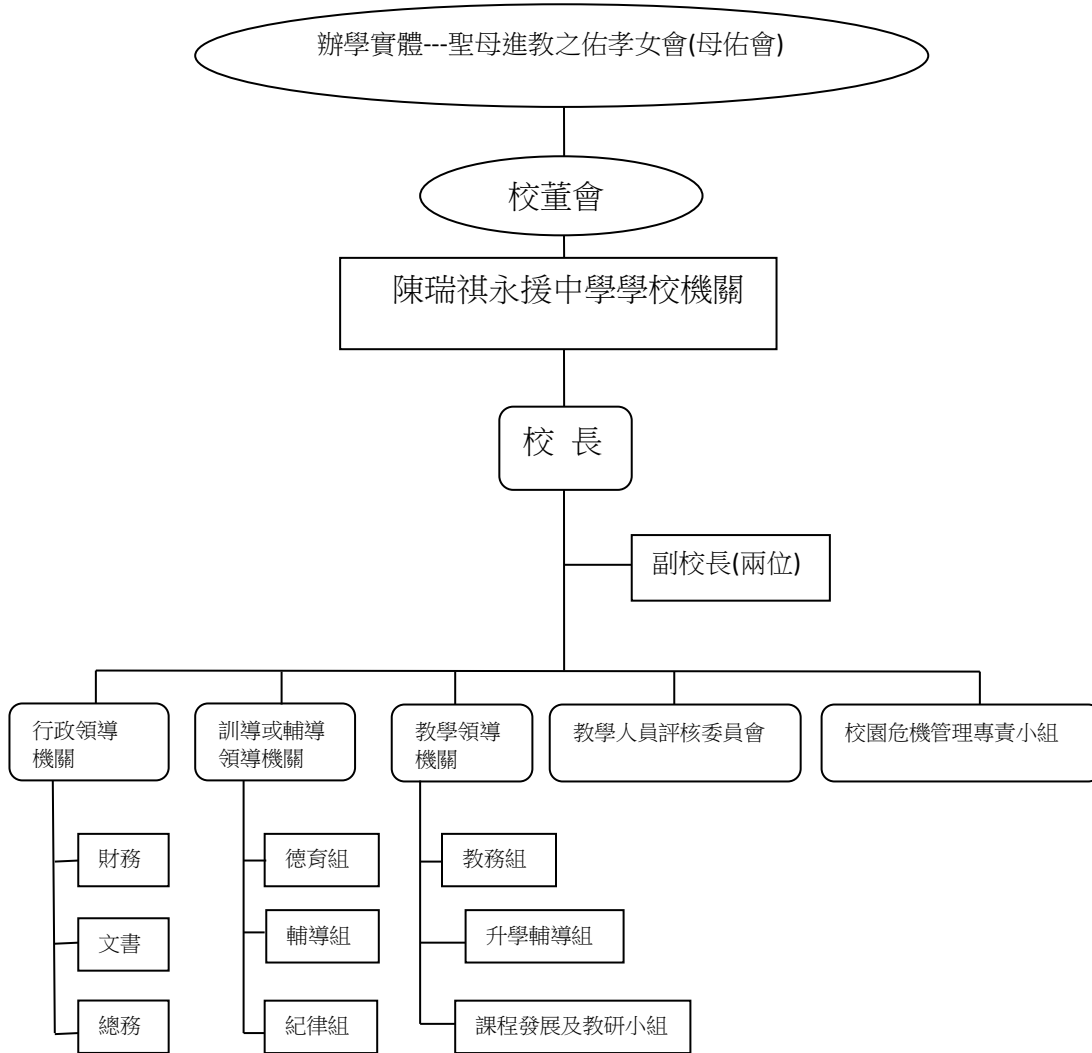 辦學實體---聖母進教之佑孝女會(母佑會)
校董會
陳瑞祺永援中學學校機關
校 長
副校長(兩位)
行政領導
機關
訓導或輔導
領導機關
教學領導
機關
教學人員評核委員會
校園危機管理專責小組
財務
德育組
教務組
文書
輔導組
升學輔導組
總務
紀律組
課程發展及教研小組